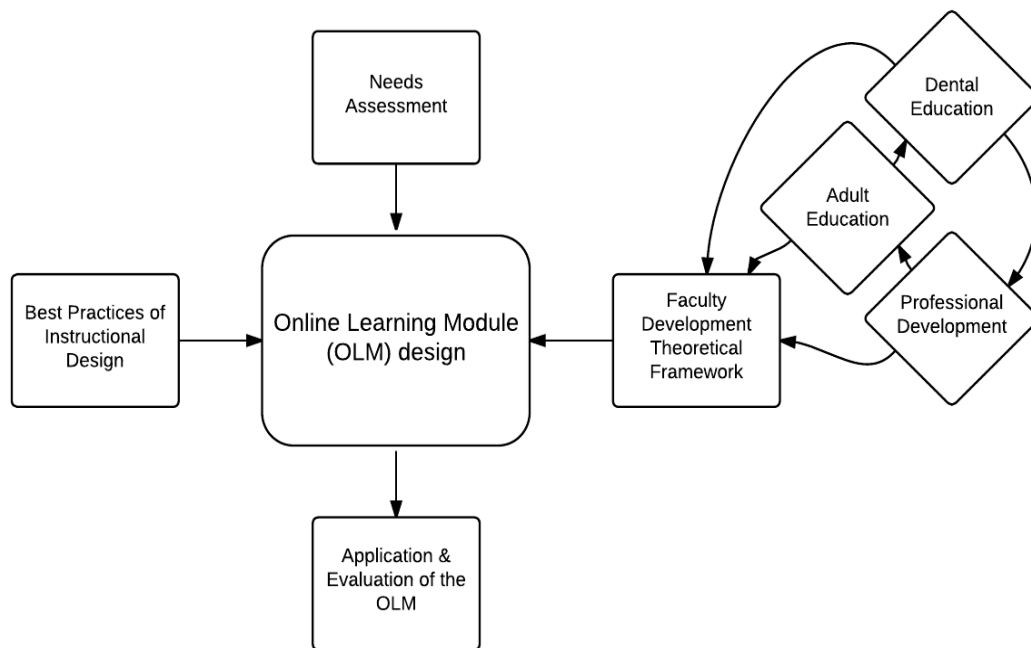 Needs
Assessment
Dental
Education
Adult
Education
Best Practices of
Instructional
Design
Online Learning Module
(OLM) design
Faculty
Development
Theoretical
Framework
Professional
Development
Application &
Evaluation of the
OLM